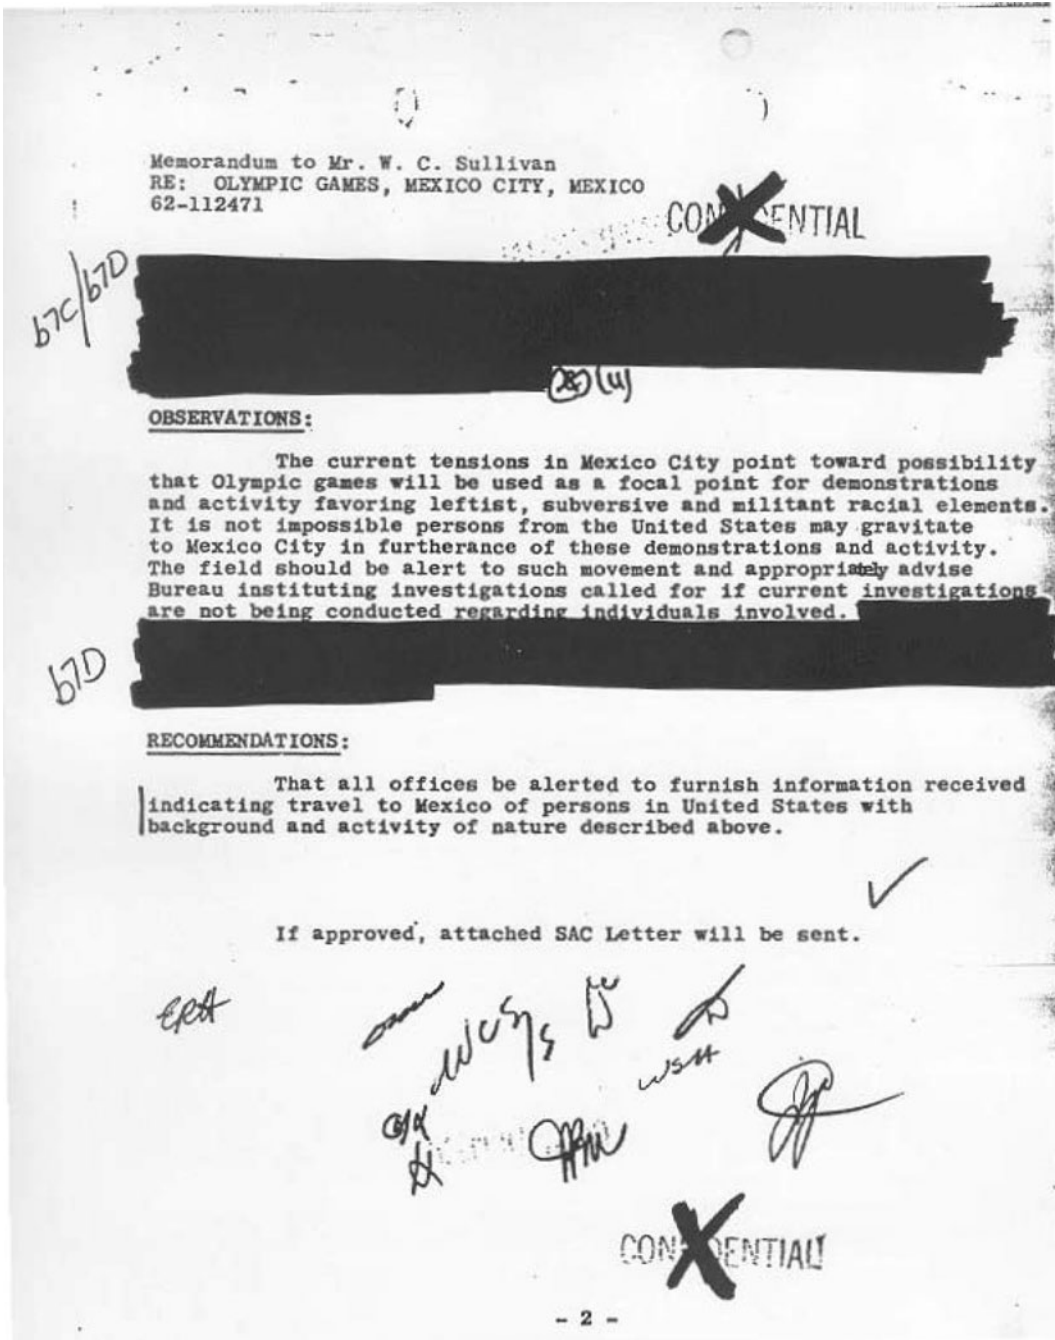 Memorandum to Mr. W. C. Sullivan
RE: OLYMPIC GAMES, MEXICO CITY, MEXICO
62-112471
CONFIDENTIAL
b7C/b7D
(U)
OBSERVATIONS:
The current tensions in Mexico City point toward possibility
that Olympic games will be used as a focal point for demonstrations
and activity favoring leftist, subversive and militant racial elements.
It is not impossible persons from the United States may gravitate
to Mexico City in furtherance of these demonstrations and activity.
The field should be alert to such movement and appropriately advise
Bureau instituting investigations called for if current investigations
are not being conducted regarding individuals involved.
b7D
RECOMMENDATIONS:
That all offices be alerted to furnish information received
indicating travel to Mexico of persons in United States with
background and activity of nature described above.
If approved, attached SAC Letter will be sent.
WSH
CONFIDENTIAL
- 2 -